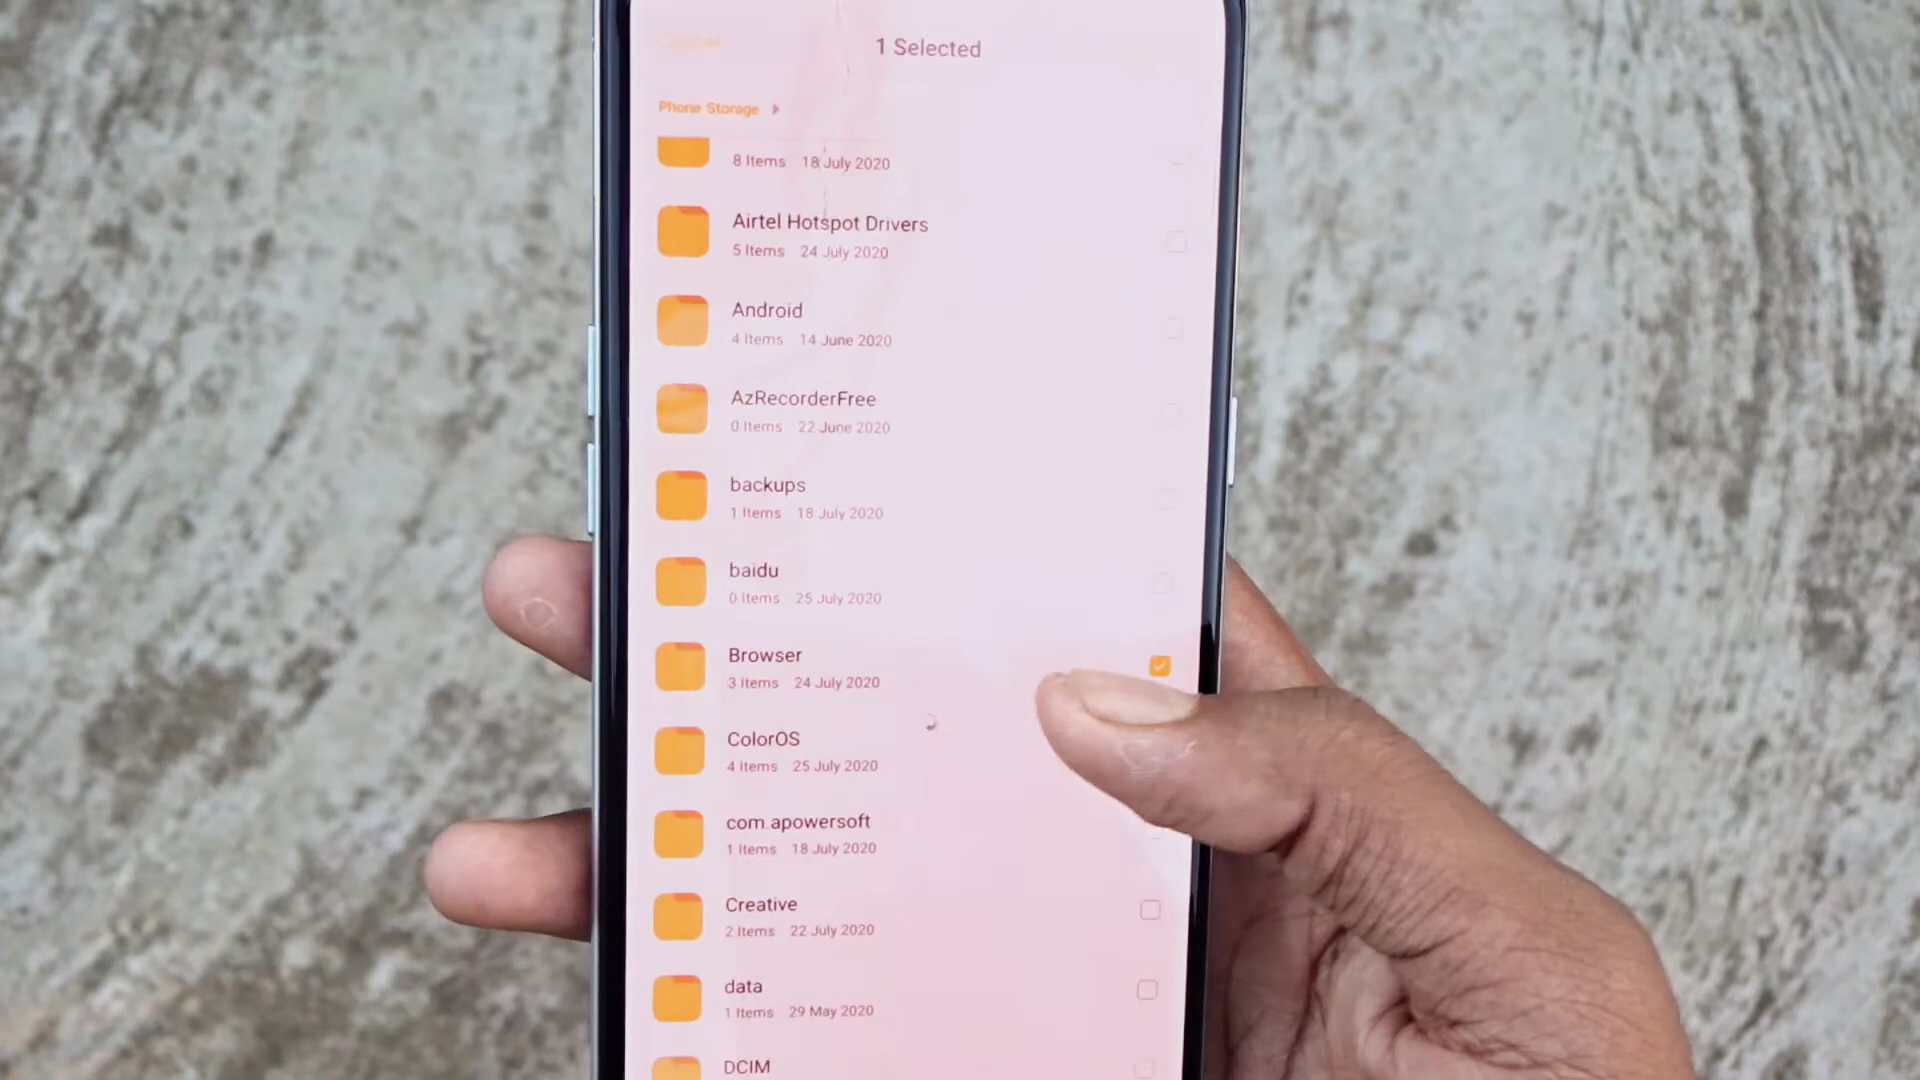 1 Selected
Phone Storage
8 Items 18 July 2020
Airtel Hotspot Drivers
5 Items 24 July 2020
Android
4 Items 14 June 2020
AzRecorderFree
0 Items 22 June 2020
backups
1 Items 18 July 2020
baidu
0 Items 25 July 2020
Browser
3 Items 24 July 2020
ColorOS
4 Items 25 July 2020
com.apowersoft
1 Items 18 July 2020
Creative
2 Items 22 July 2020
data
1 Items 29 May 2020
DCIM